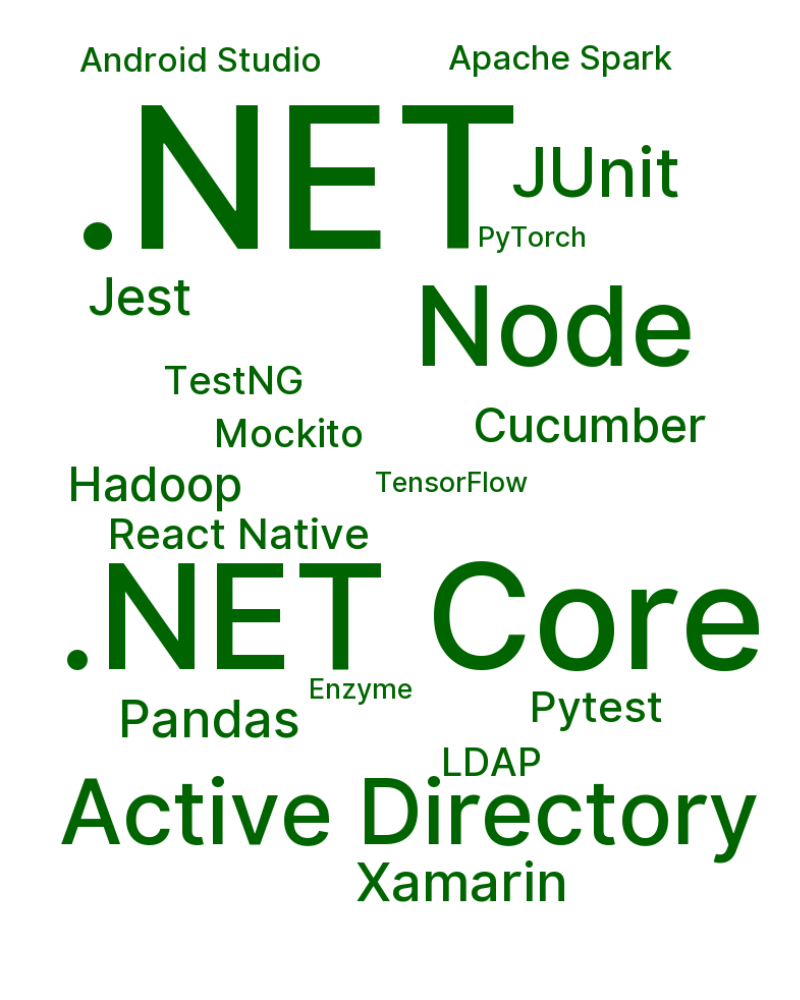 Android Studio
Apache Spark
.NET
JUnit
PyTorch
Jest
Node
TestNG
Cucumber
Mockito
Hadoop
TensorFlow
React Native
.NET Core
Enzyme
Pandas
Pytest
LDAP
Active Directory
Xamarin